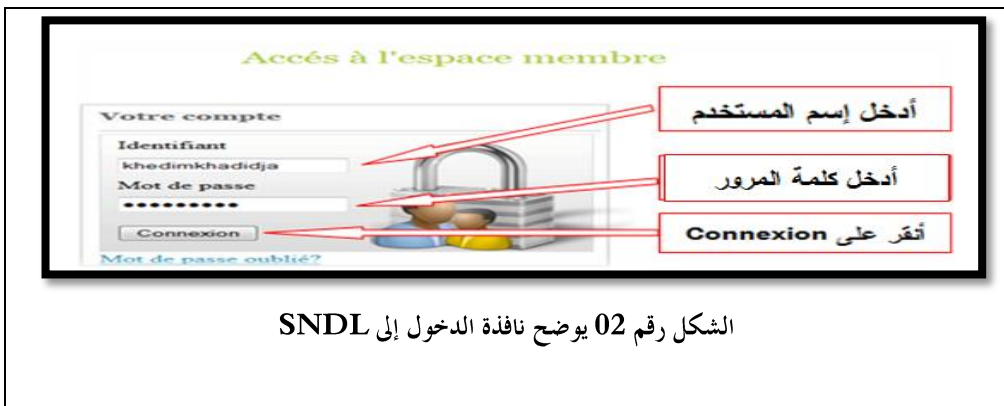 Accés à l'espace membre
Votre compte
أدخل إسم المستخدم
Identifiant
khedimkhadidja
Mot de passe
أدخل كلمة المرور
•••••••••
Connexion
أنقر على Connexion
Mot de passe oublié?
الشكل رقم 02 يوضح نافذة الدخول إلى SNDL